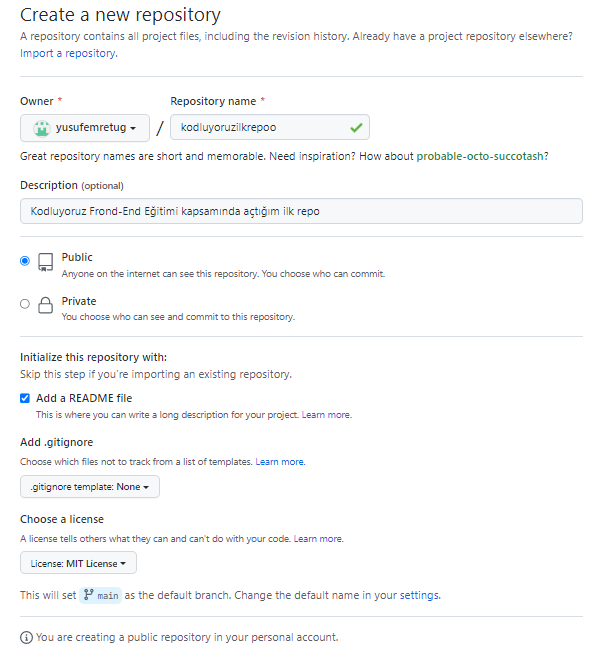 Create a new repository
A repository contains all project files, including the revision history. Already have a project repository elsewhere?
Import a repository.
Owner *
Repository name *
yusufemretug
/
kodluyoruzilkrepoo
Great repository names are short and memorable. Need inspiration? How about probable-octo-succotash?
Description (optional)
Kodluyoruz Frond-End Eğitimi kapsamında açtığım ilk repo
Public
Anyone on the internet can see this repository. You choose who can commit.
Private
You choose who can see and commit to this repository.
Initialize this repository with:
Skip this step if you're importing an existing repository.
Add a README file
This is where you can write a long description for your project. Learn more.
Add .gitignore
Choose which files not to track from a list of templates. Learn more.
.gitignore template: None
Choose a license
A license tells others what they can and can't do with your code. Learn more.
License: MIT License
This will set main as the default branch. Change the default name in your settings.
You are creating a public repository in your personal account.